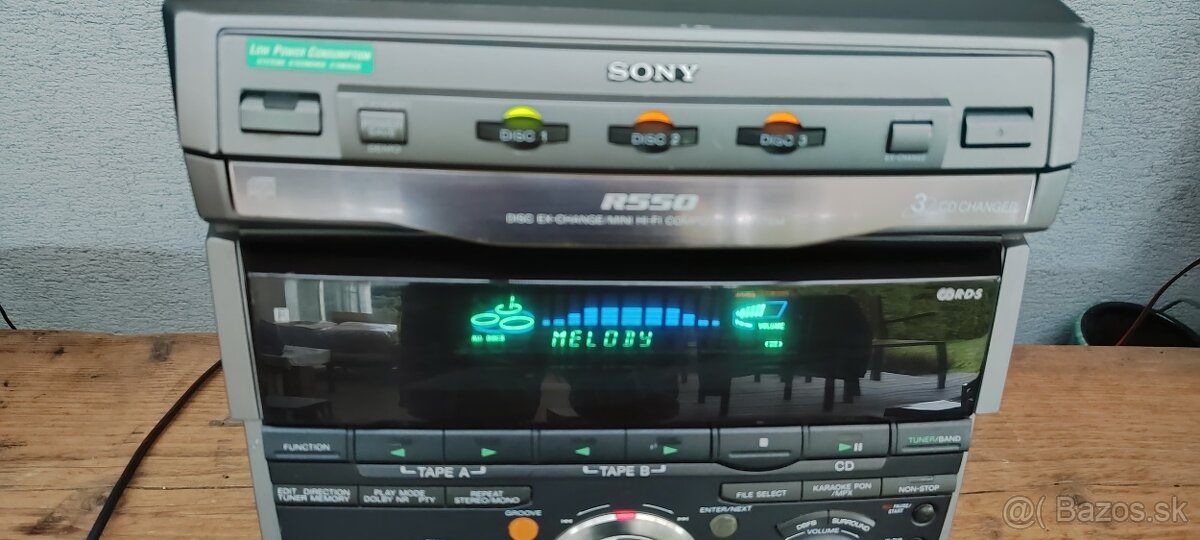 LOW POWER CONSUMPTION
SONY
DISC 1
DISC 2
DISC 3
EX-CHANGE
R550
DISC EX-CHANGE/MINI HI-FI
3 CD CHANGER
RDS
VOLUME
MELODY
FUNCTION
TUNER/BAND
TAPE A
TAPE B
CD
EDIT DIRECTION
TUNER MEMORY
PLAY MODE
DOLBY NR PTY
REPEAT
STEREO/MONO
FILE SELECT
KARAOKE PON
/MPX
NON-STOP
GROOVE
ENTER/NEXT
DBFB
SURROUND
VOLUME
PAUSE/
START
@( Bazos.sk